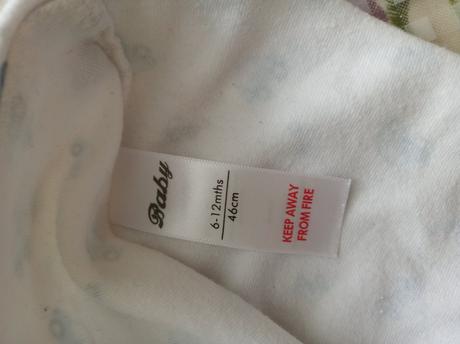 Baby
6-12mths
46cm
KEEP AWAY
FROM FIRE